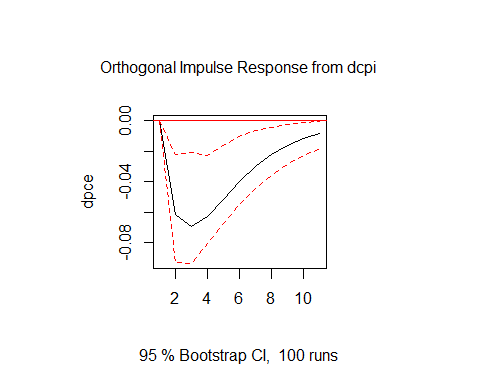 Orthogonal Impulse Response from dcpi
dpce
0.00
-0.04
-0.08
2 4 6 8 10
95 % Bootstrap CI, 100 runs